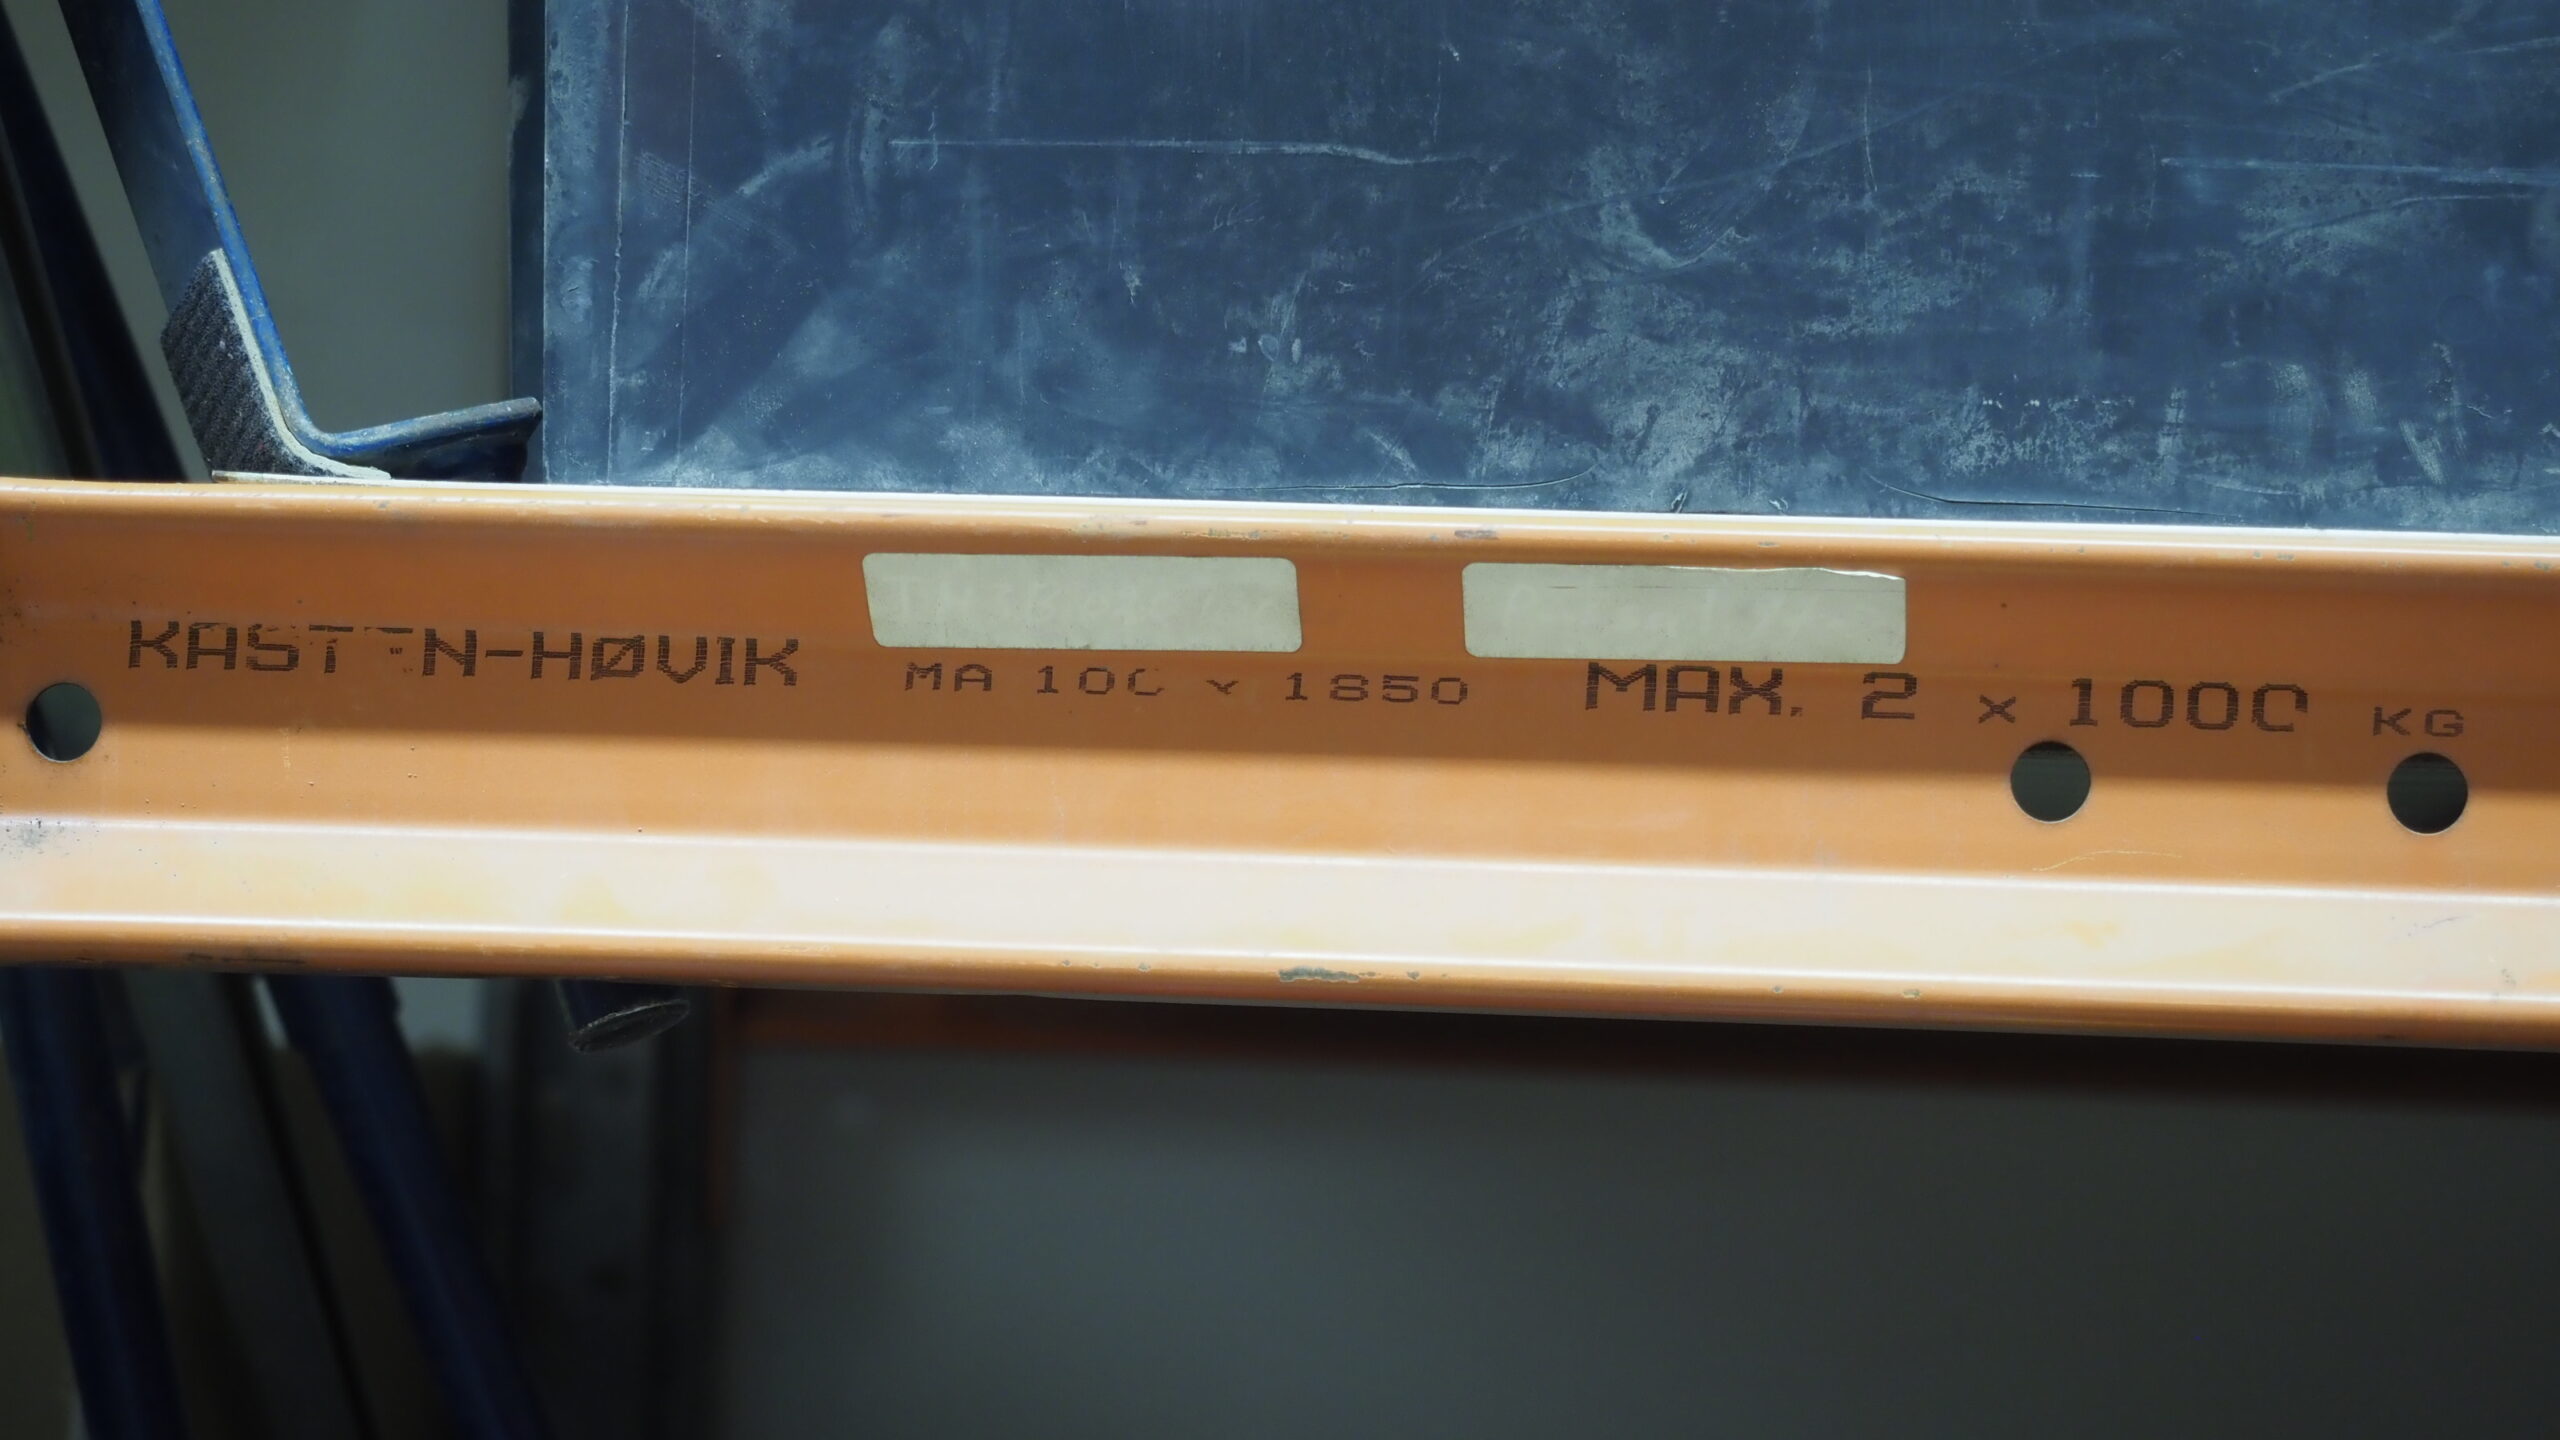 KASTEN-HØVIK MA 100 x 1850 MAX. 2 x 1000 KG